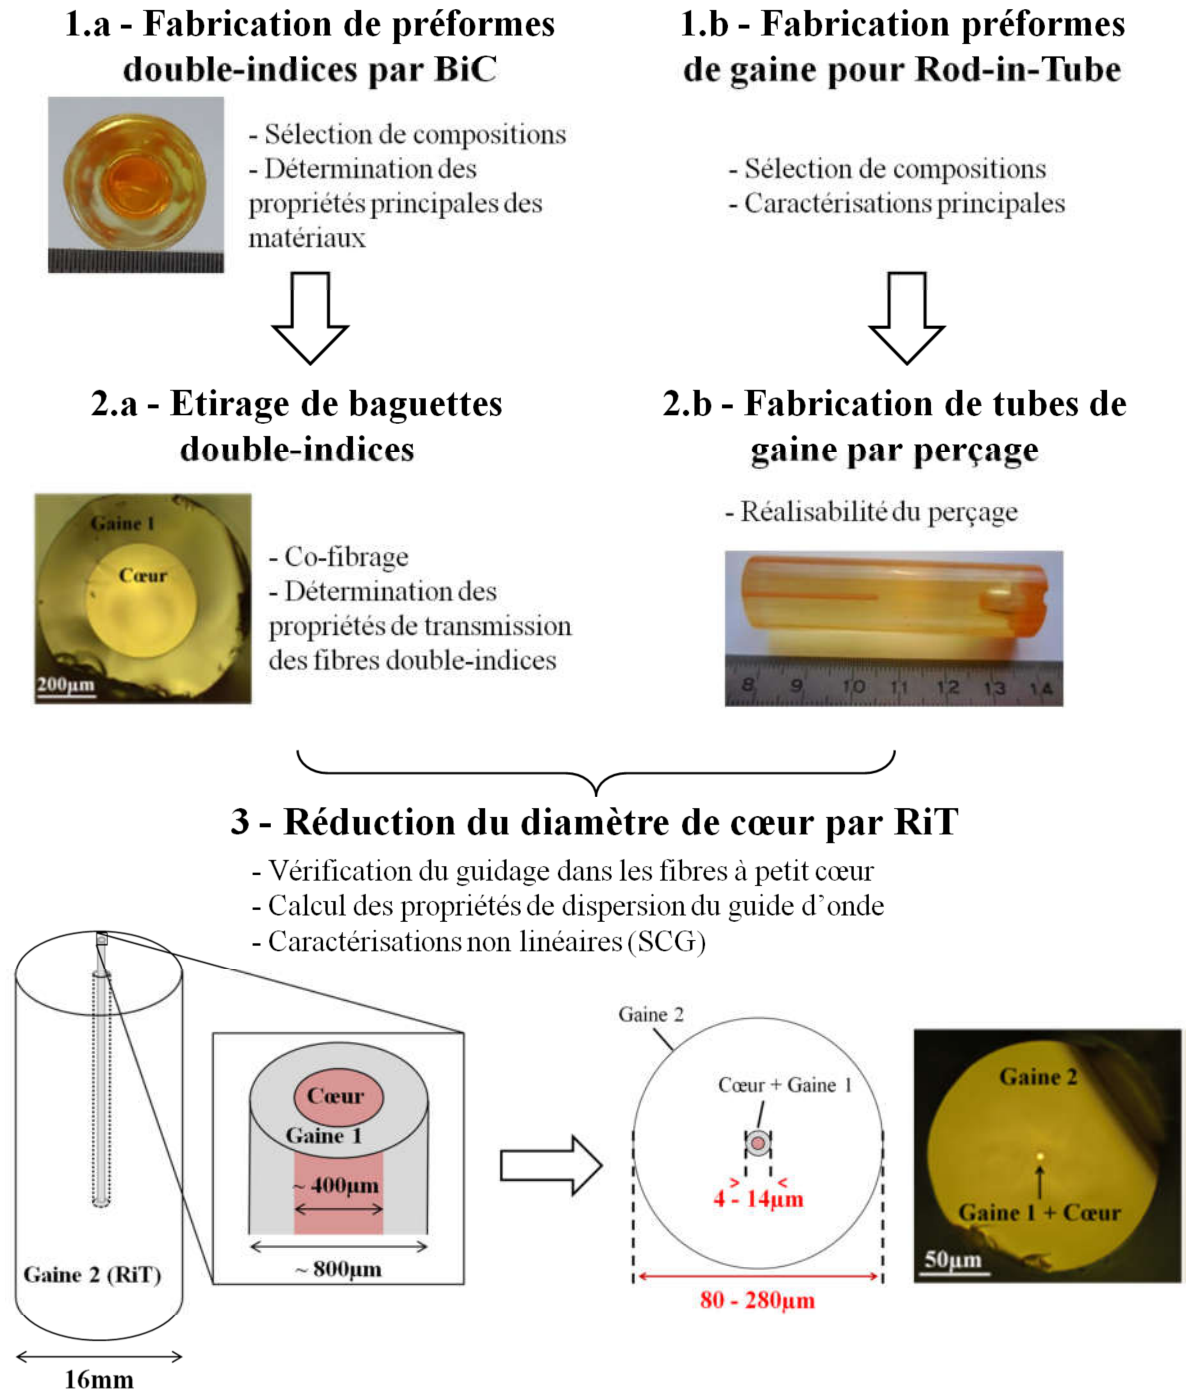 1.a - Fabrication de préformes
double-indices par BiC
- Sélection de compositions
- Détermination des
propriétés principales des
matériaux
1.b - Fabrication préformes
de gaine pour Rod-in-Tube
- Sélection de compositions
- Caractérisations principales
2.a - Etirage de baguettes
double-indices
Gaine 1
Cœur
200μm
- Co-fibrage
- Détermination des
propriétés de transmission
des fibres double-indices
2.b - Fabrication de tubes de
gaine par perçage
- Réalisabilité du perçage
8 9 10 11 12 13 14
3 - Réduction du diamètre de cœur par RiT
- Vérification du guidage dans les fibres à petit cœur
- Calcul des propriétés de dispersion du guide d’onde
- Caractérisations non linéaires (SCG)
Gaine 2 (RiT)
16mm
Cœur
Gaine 1
~ 400μm
~ 800μm
Gaine 2
Cœur + Gaine 1
> <
4 - 14μm
80 - 280μm
Gaine 2
Gaine 1 + Cœur
50μm